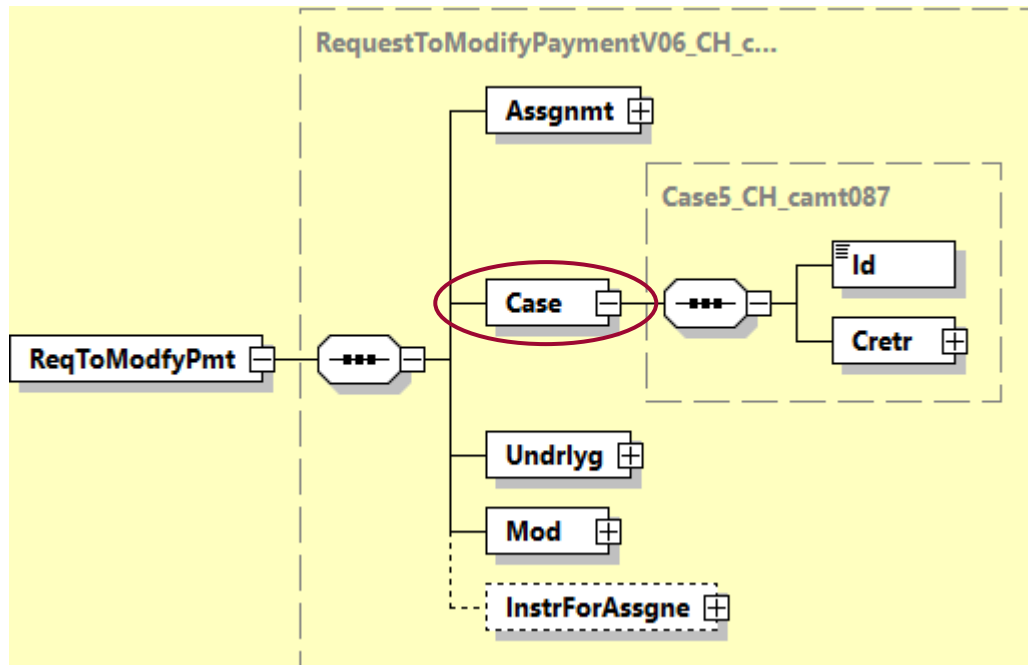 RequestToModifyPaymentV06_CH_c...
Assgnmt
Case5_CH_camt087
Id
Case
Cretr
ReqToModfyPmt
Undrlyg
Mod
InstrForAssgne